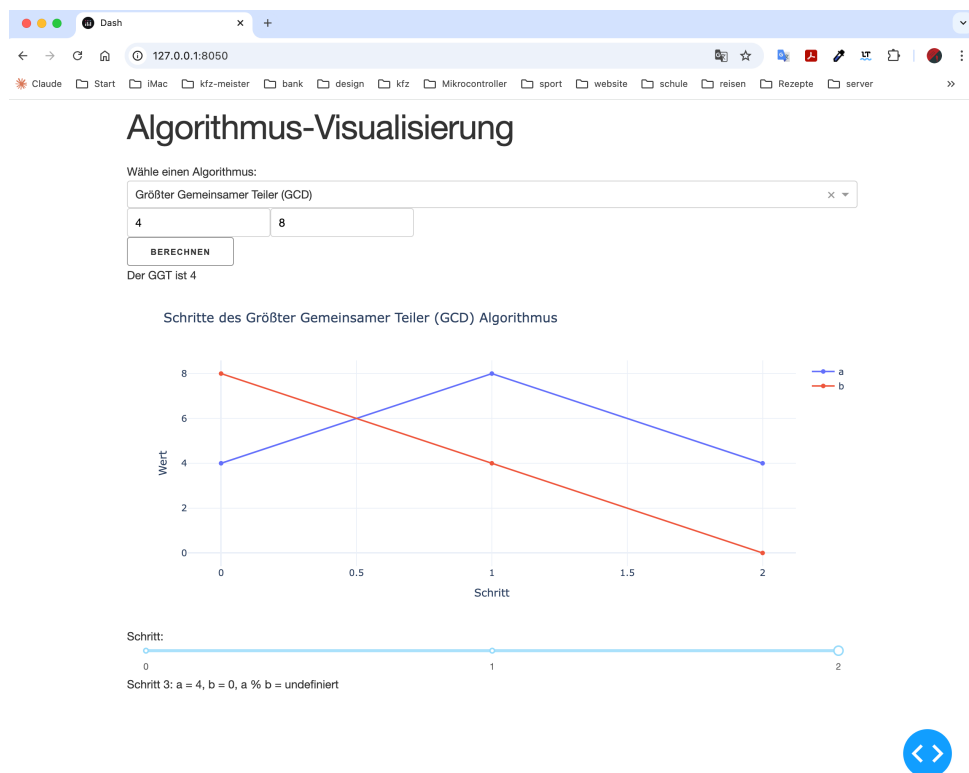 Dash
127.0.0.1:8050
Claude Start iMac kfz-meister bank design kfz Mikrocontroller sport website schule reisen Rezepte server »
Algorithmus-Visualisierung
Wähle einen Algorithmus:
Größter Gemeinsamer Teiler (GCD)
4 8
BERECHNEN
Der GGT ist 4
Schritte des Größter Gemeinsamer Teiler (GCD) Algorithmus
a
b
8
6
4
2
0
Wert
0 0.5 1 1.5 2
Schritt
Schritt:
0 1 2
Schritt 3: a = 4, b = 0, a % b = undefiniert